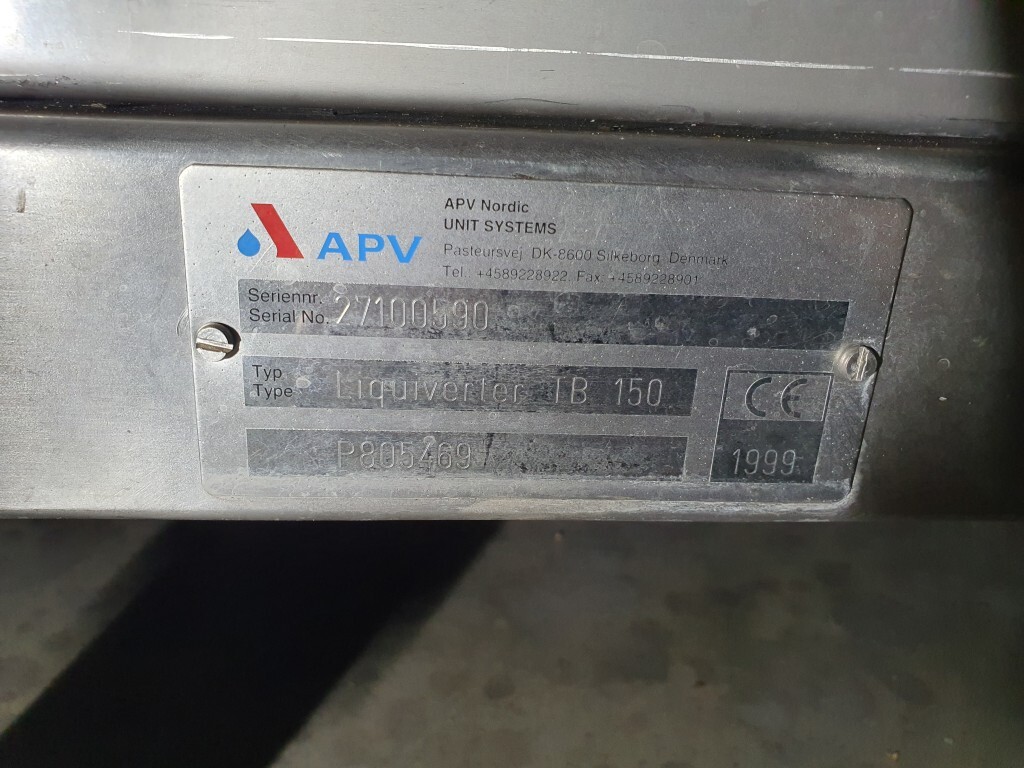 APV
APV Nordic
UNIT SYSTEMS
Pasteursvej DK-8600 Silkeborg, Denmark
Tel. +4589228922. Fax +4589228901
Seriennr.
Serial No. 27100590
Typ
Type Liquiverter TB 150
CE
P805469
1999